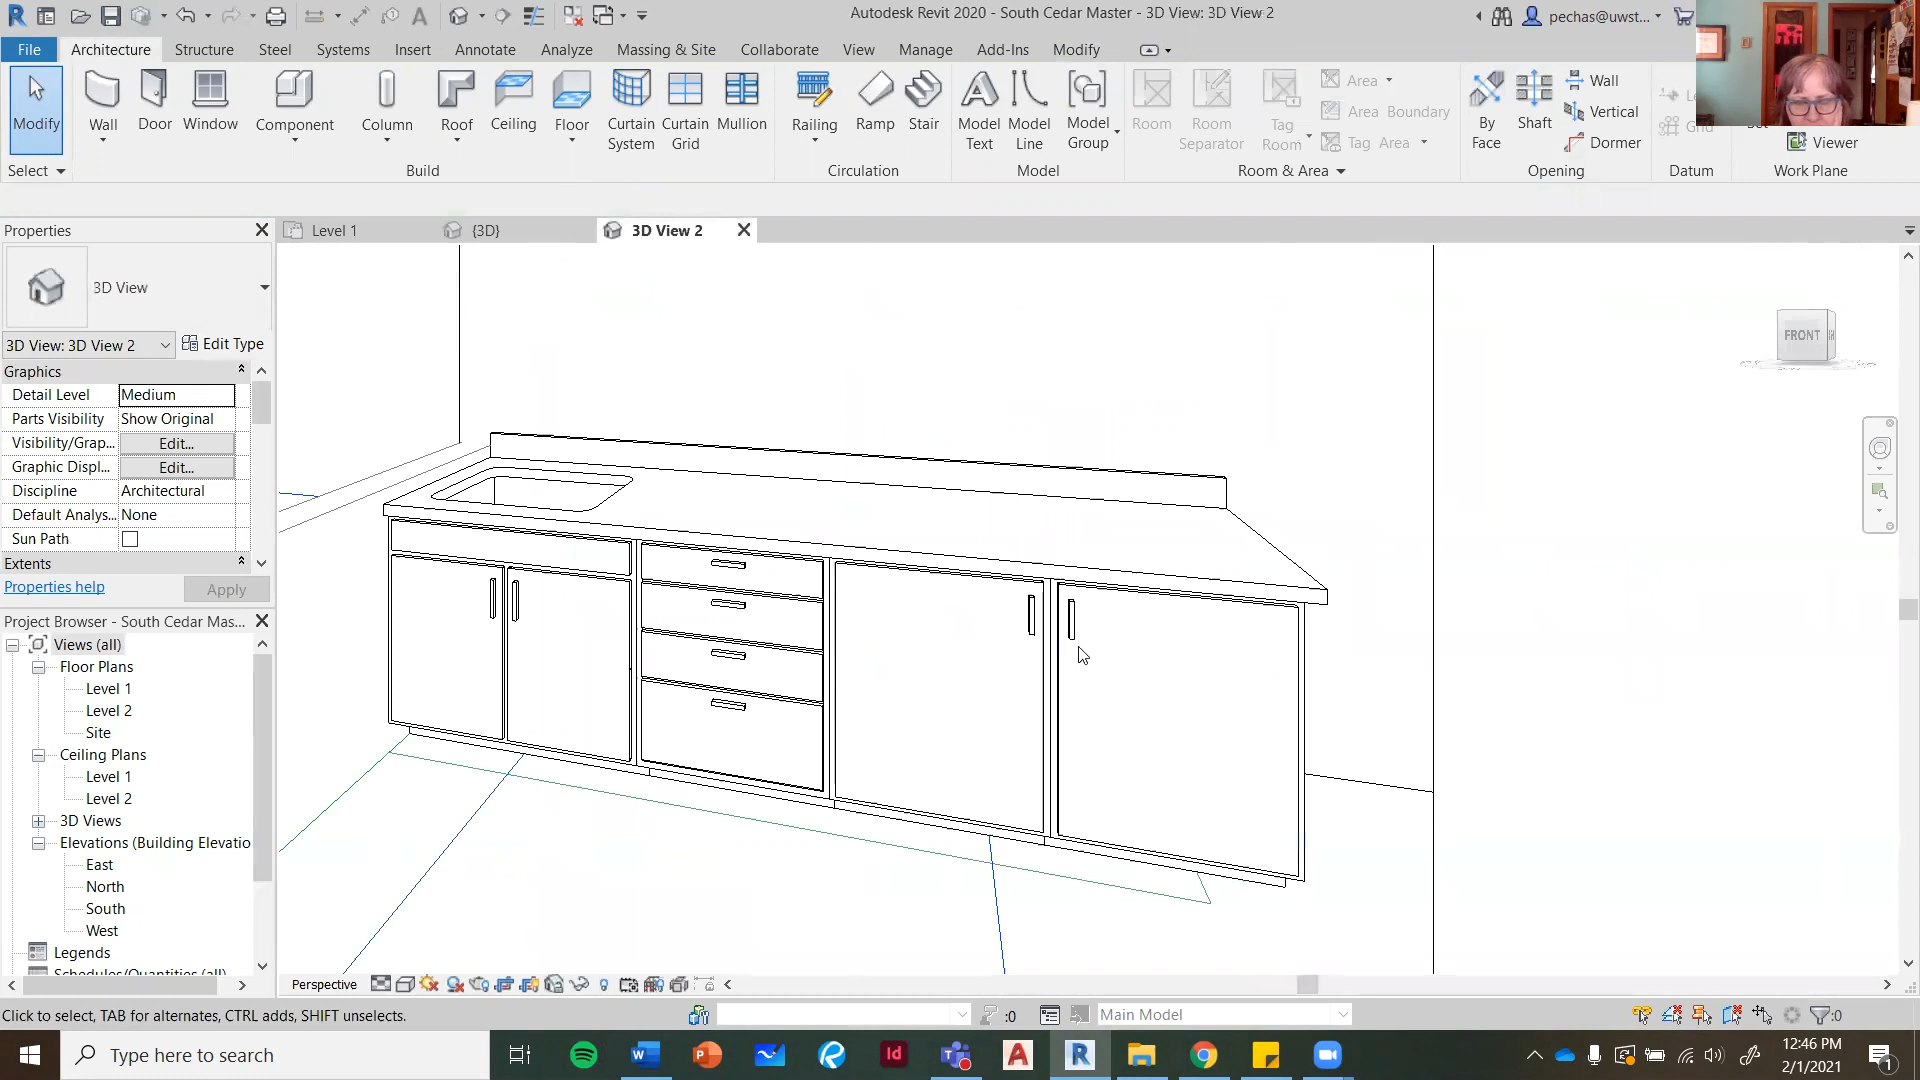 Autodesk Revit 2020 - South Cedar Master - 3D View: 3D View 2
pechas@uwst...
File Architecture Structure Steel Systems Insert Annotate Analyze Massing & Site Collaborate View Manage Add-Ins Modify
Modify
Wall Door Window Component Column Roof Ceiling Floor Curtain System Curtain Grid Mullion
Railing Ramp Stair
Model Text Model Line Model Group
Room Room Separator Tag Room
Area
Area Boundary
Tag Area
By Face Shaft
Wall
Vertical
Dormer
Grid
Viewer
Select Build Circulation Model Room & Area Opening Datum Work Plane
Properties
Level 1 {3D} 3D View 2
3D View
3D View: 3D View 2 Edit Type
Graphics
Detail Level Medium
Parts Visibility Show Original
Visibility/Grap... Edit...
Graphic Displ... Edit...
Discipline Architectural
Default Analys... None
Sun Path
Extents
Properties help Apply
Project Browser - South Cedar Mas...
Views (all)
Floor Plans
Level 1
Level 2
Site
Ceiling Plans
Level 1
Level 2
3D Views
Elevations (Building Elevatio
East
North
South
West
Legends
Schedules/Quantities (all)
FRONT
Perspective
Click to select, TAB for alternates, CTRL adds, SHIFT unselects.
:0
Main Model
:0
Type here to search
12:46 PM
2/1/2021
1